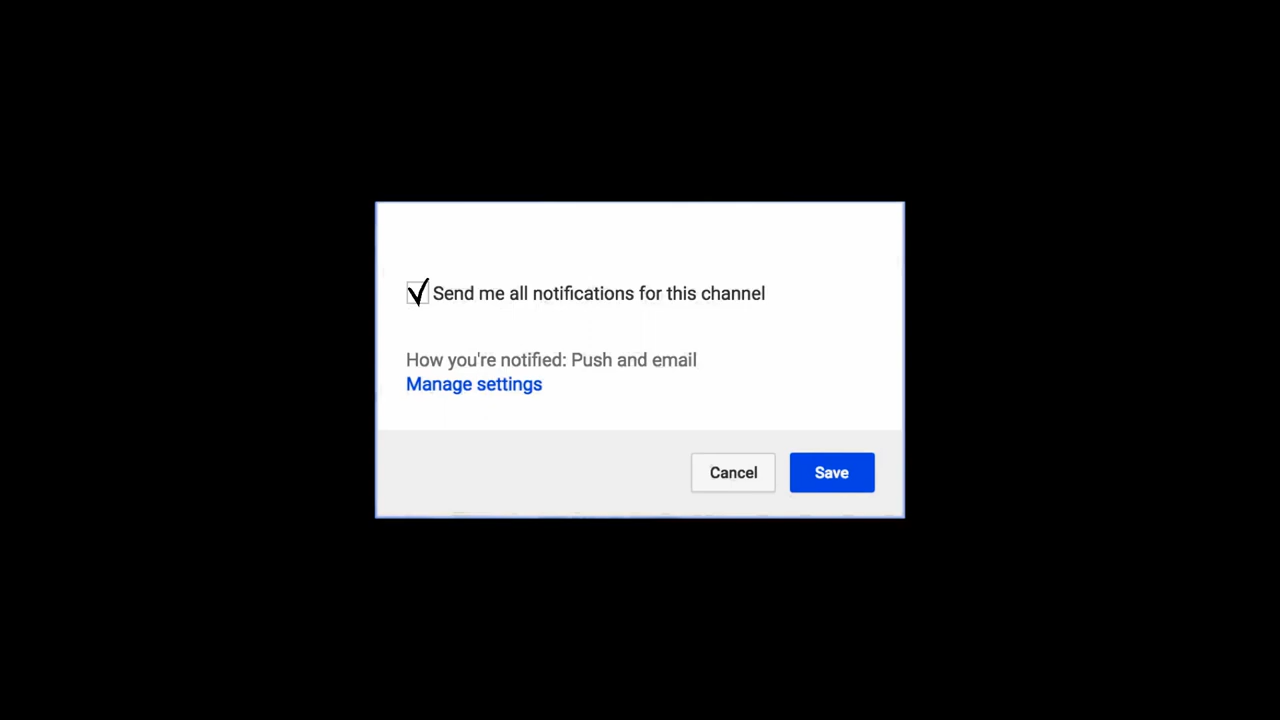 Send me all notifications for this channel
How you're notified: Push and email
Manage settings
Cancel Save